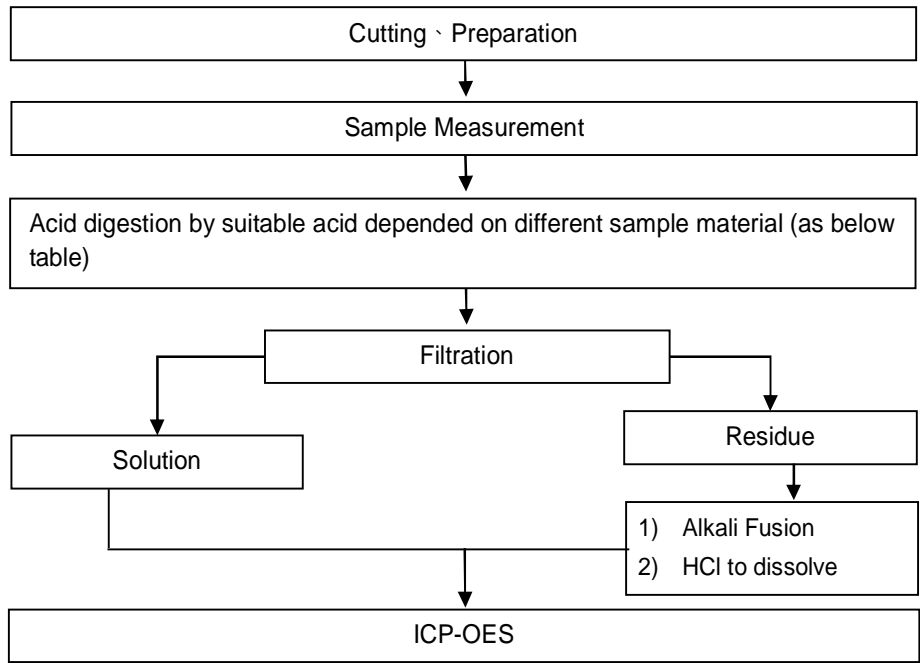 Cutting、Preparation
Sample Measurement
Acid digestion by suitable acid depended on different sample material (as below
table)
Filtration
Solution
Residue
1) Alkali Fusion
2) HCl to dissolve
ICP-OES